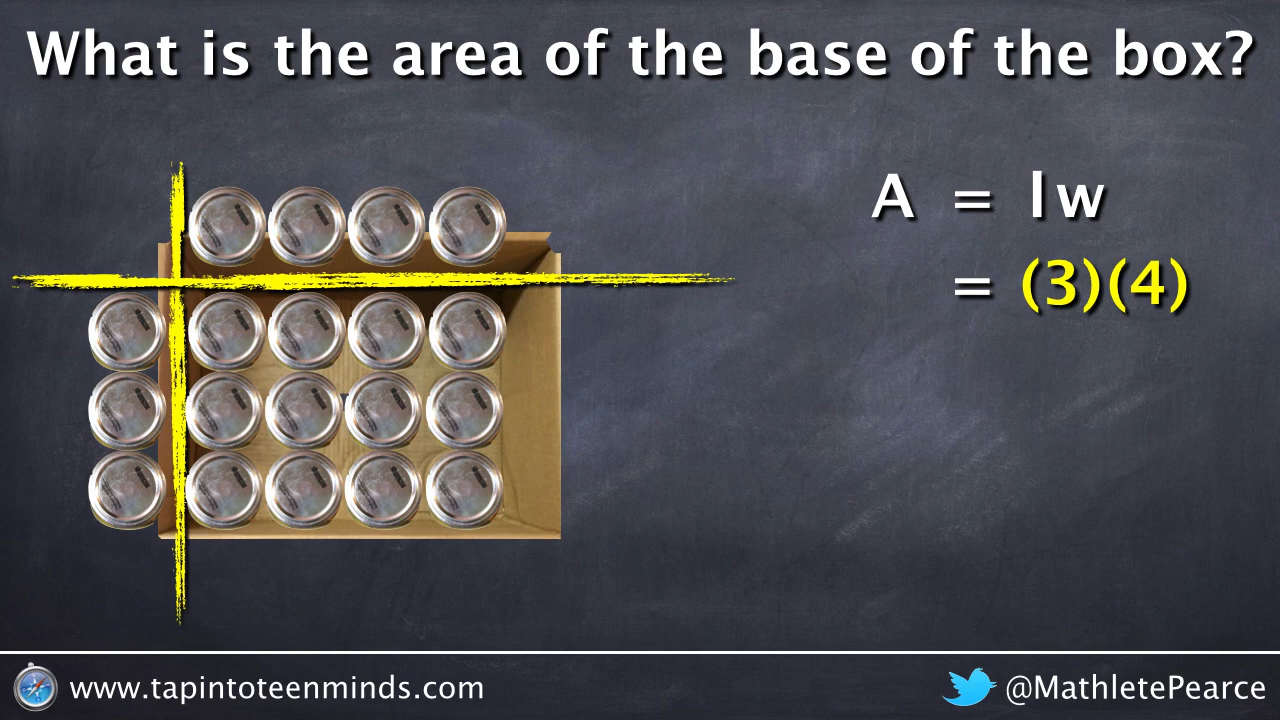 What is the area of the base of the box?
A = lw
= (3)(4)
www.tapintoteenminds.com
@MathletePearce